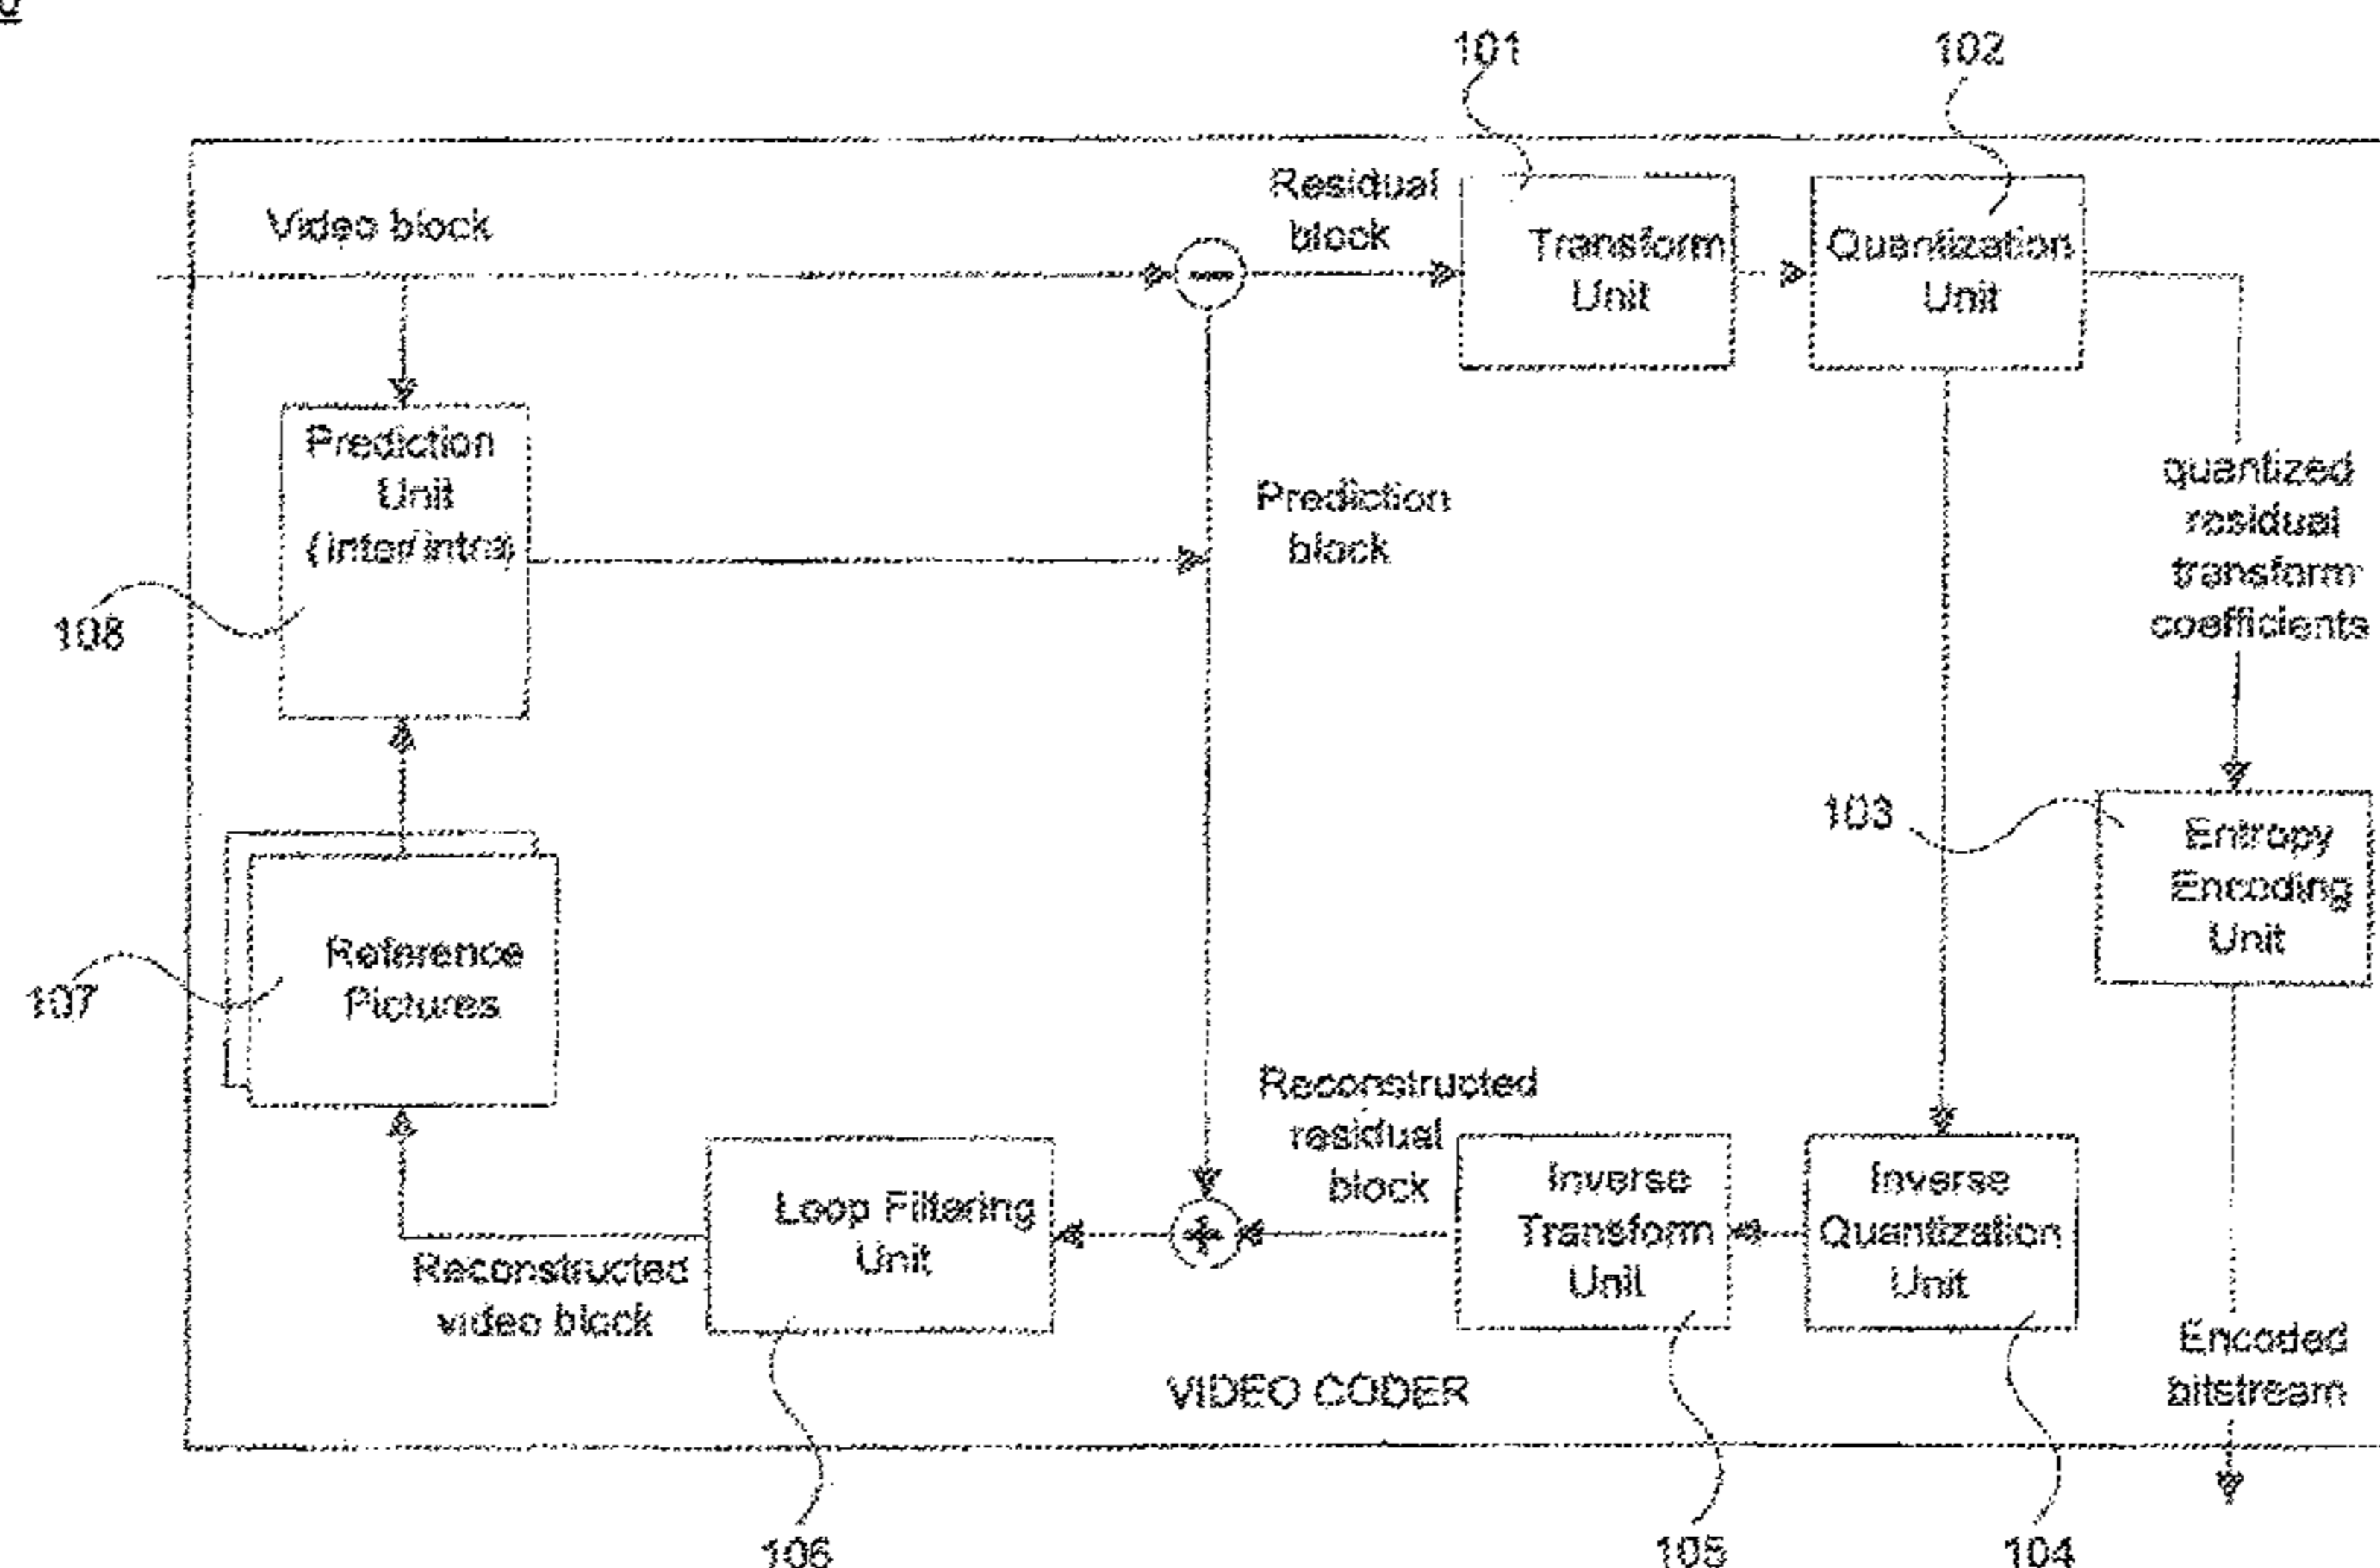 101
102
Video block
Residual
block
Transform
Unit
Quantization
Unit
Prediction
Unit
(inter/intra)
Prediction
block
quantized
residual
transform
coefficients
108
103
Entropy
Encoding
Unit
Reference
Pictures
107
Reconstructed
residual
block
Loop Filtering
Unit
Inverse
Transform
Unit
Inverse
Quantization
Unit
Reconstructed
video block
Encoded
bitstream
VIDEO CODER
106
105
104